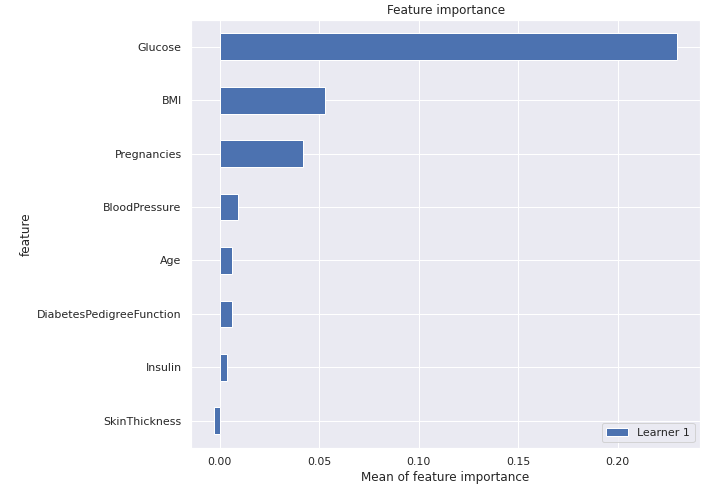 Feature importance
Glucose
BMI
Pregnancies
BloodPressure
Age
DiabetesPedigreeFunction
Insulin
SkinThickness
feature
Learner 1
0.00 0.05 0.10 0.15 0.20
Mean of feature importance